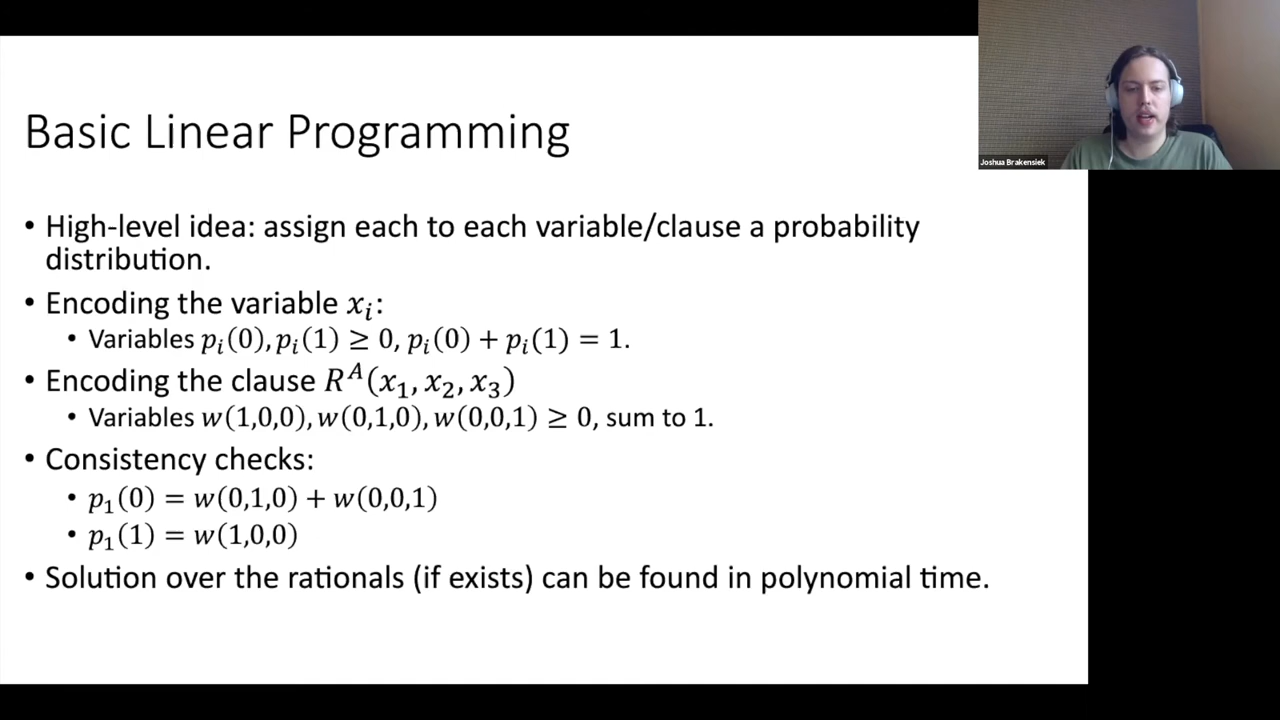 Basic Linear Programming
Joshua Brakensiek
• High-level idea: assign each to each variable/clause a probability
distribution.
• Encoding the variable 𝑥ᵢ:
• Variables 𝑝ᵢ(0), 𝑝ᵢ(1) ≥ 0, 𝑝ᵢ(0) + 𝑝ᵢ(1) = 1.
• Encoding the clause 𝑅ᴬ(𝑥₁, 𝑥₂, 𝑥₃)
• Variables 𝑤(1,0,0), 𝑤(0,1,0), 𝑤(0,0,1) ≥ 0, sum to 1.
• Consistency checks:
• 𝑝₁(0) = 𝑤(0,1,0) + 𝑤(0,0,1)
• 𝑝₁(1) = 𝑤(1,0,0)
• Solution over the rationals (if exists) can be found in polynomial time.